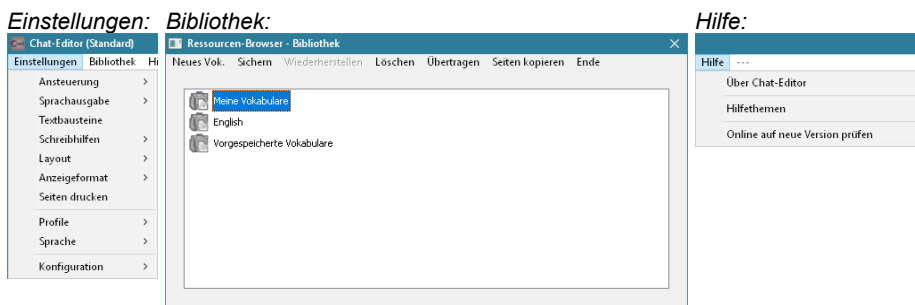 Einstellungen:
Chat-Editor (Standard)
Einstellungen Bibliothek Hi
Ansteuerung
Sprachausgabe
Textbausteine
Schreibhilfen
Layout
Anzeigeformat
Seiten drucken
Profile
Sprache
Konfiguration
Bibliothek:
Ressourcen-Browser - Bibliothek
Neues Vok. Sichern Wiederherstellen Löschen Übertragen Seiten kopieren Ende
Meine Vokabulare
English
Vorgespeicherte Vokabulare
Hilfe:
Hilfe ---
Über Chat-Editor
Hilfethemen
Online auf neue Version prüfen